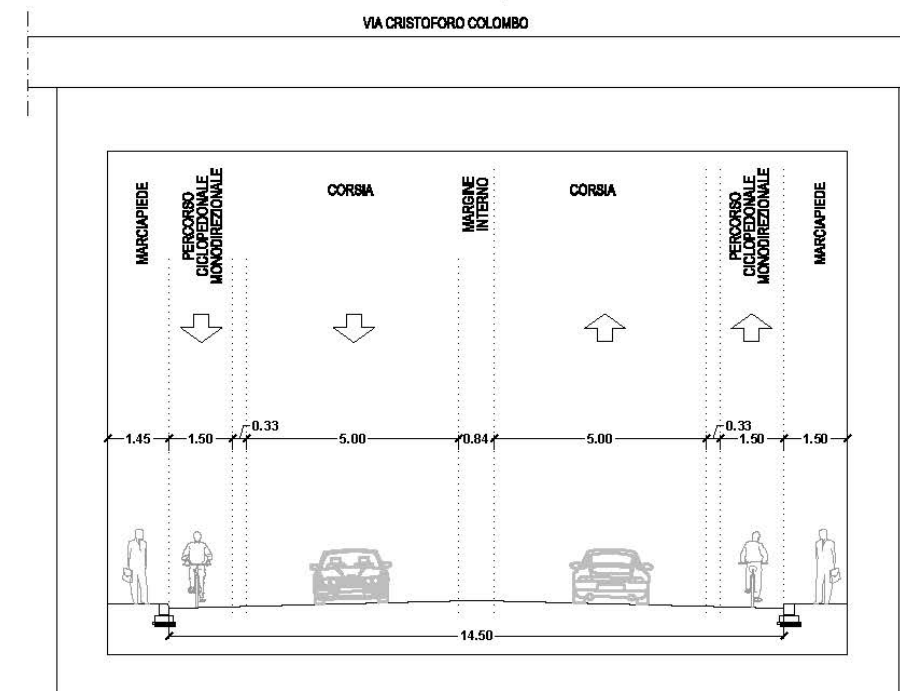 VIA CRISTOFORO COLOMBO
MARCIAPIEDE
PERCORSO
CICLOPEDONALE
MONODIREZIONALE
CORSIA
MARGINE
INTERNO
CORSIA
PERCORSO
CICLOPEDONALE
MONODIREZIONALE
MARCIAPIEDE
1.45
1.50
0.33
5.00
0.84
5.00
0.33
1.50
1.50
14.50